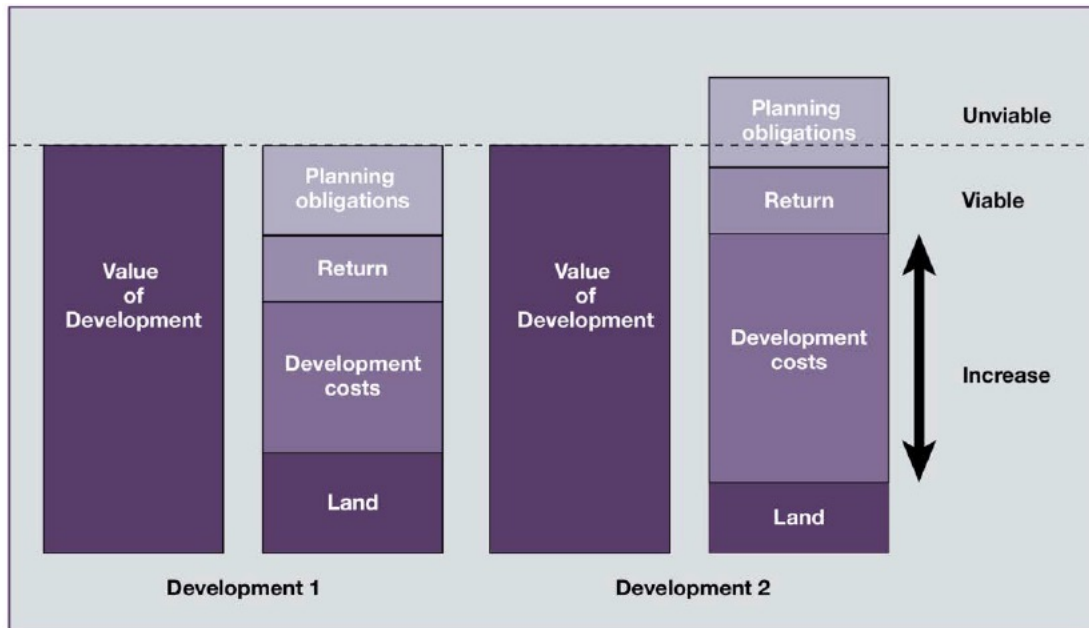 Value
of
Development
Planning
obligations
Return
Development
costs
Land
Development 1
Value
of
Development
Planning
obligations
Return
Development
costs
Land
Development 2
Unviable
Viable
Increase